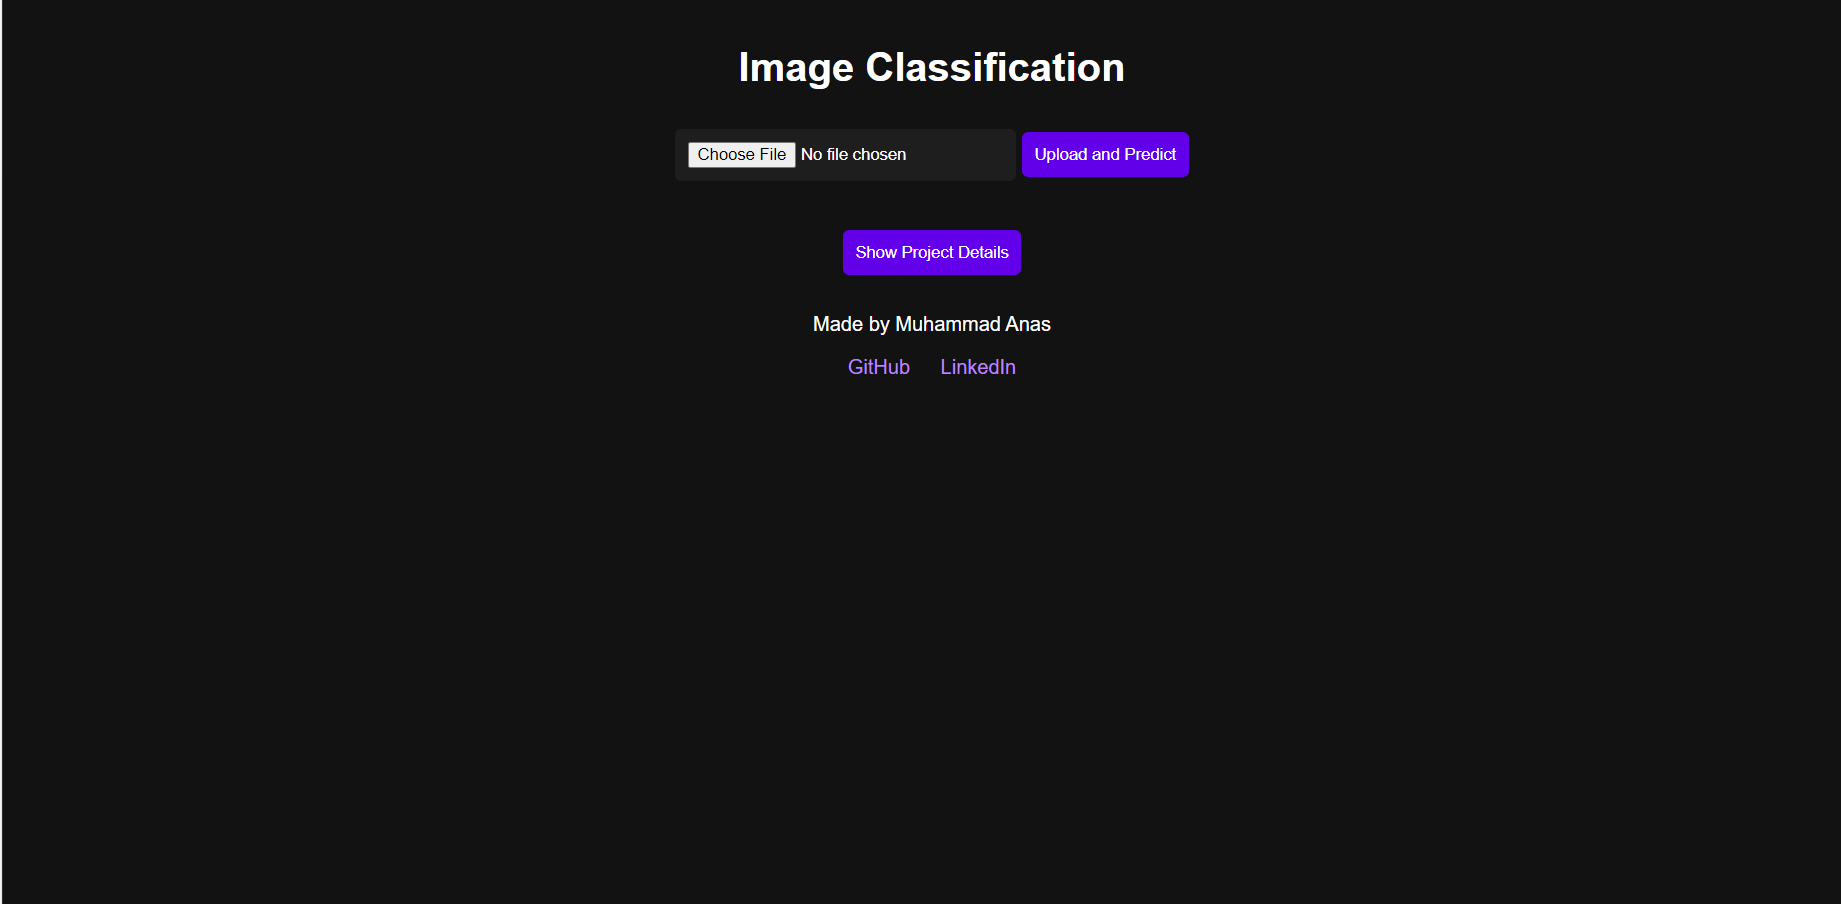 Image Classification
Choose File No file chosen Upload and Predict
Show Project Details
Made by Muhammad Anas
GitHub LinkedIn